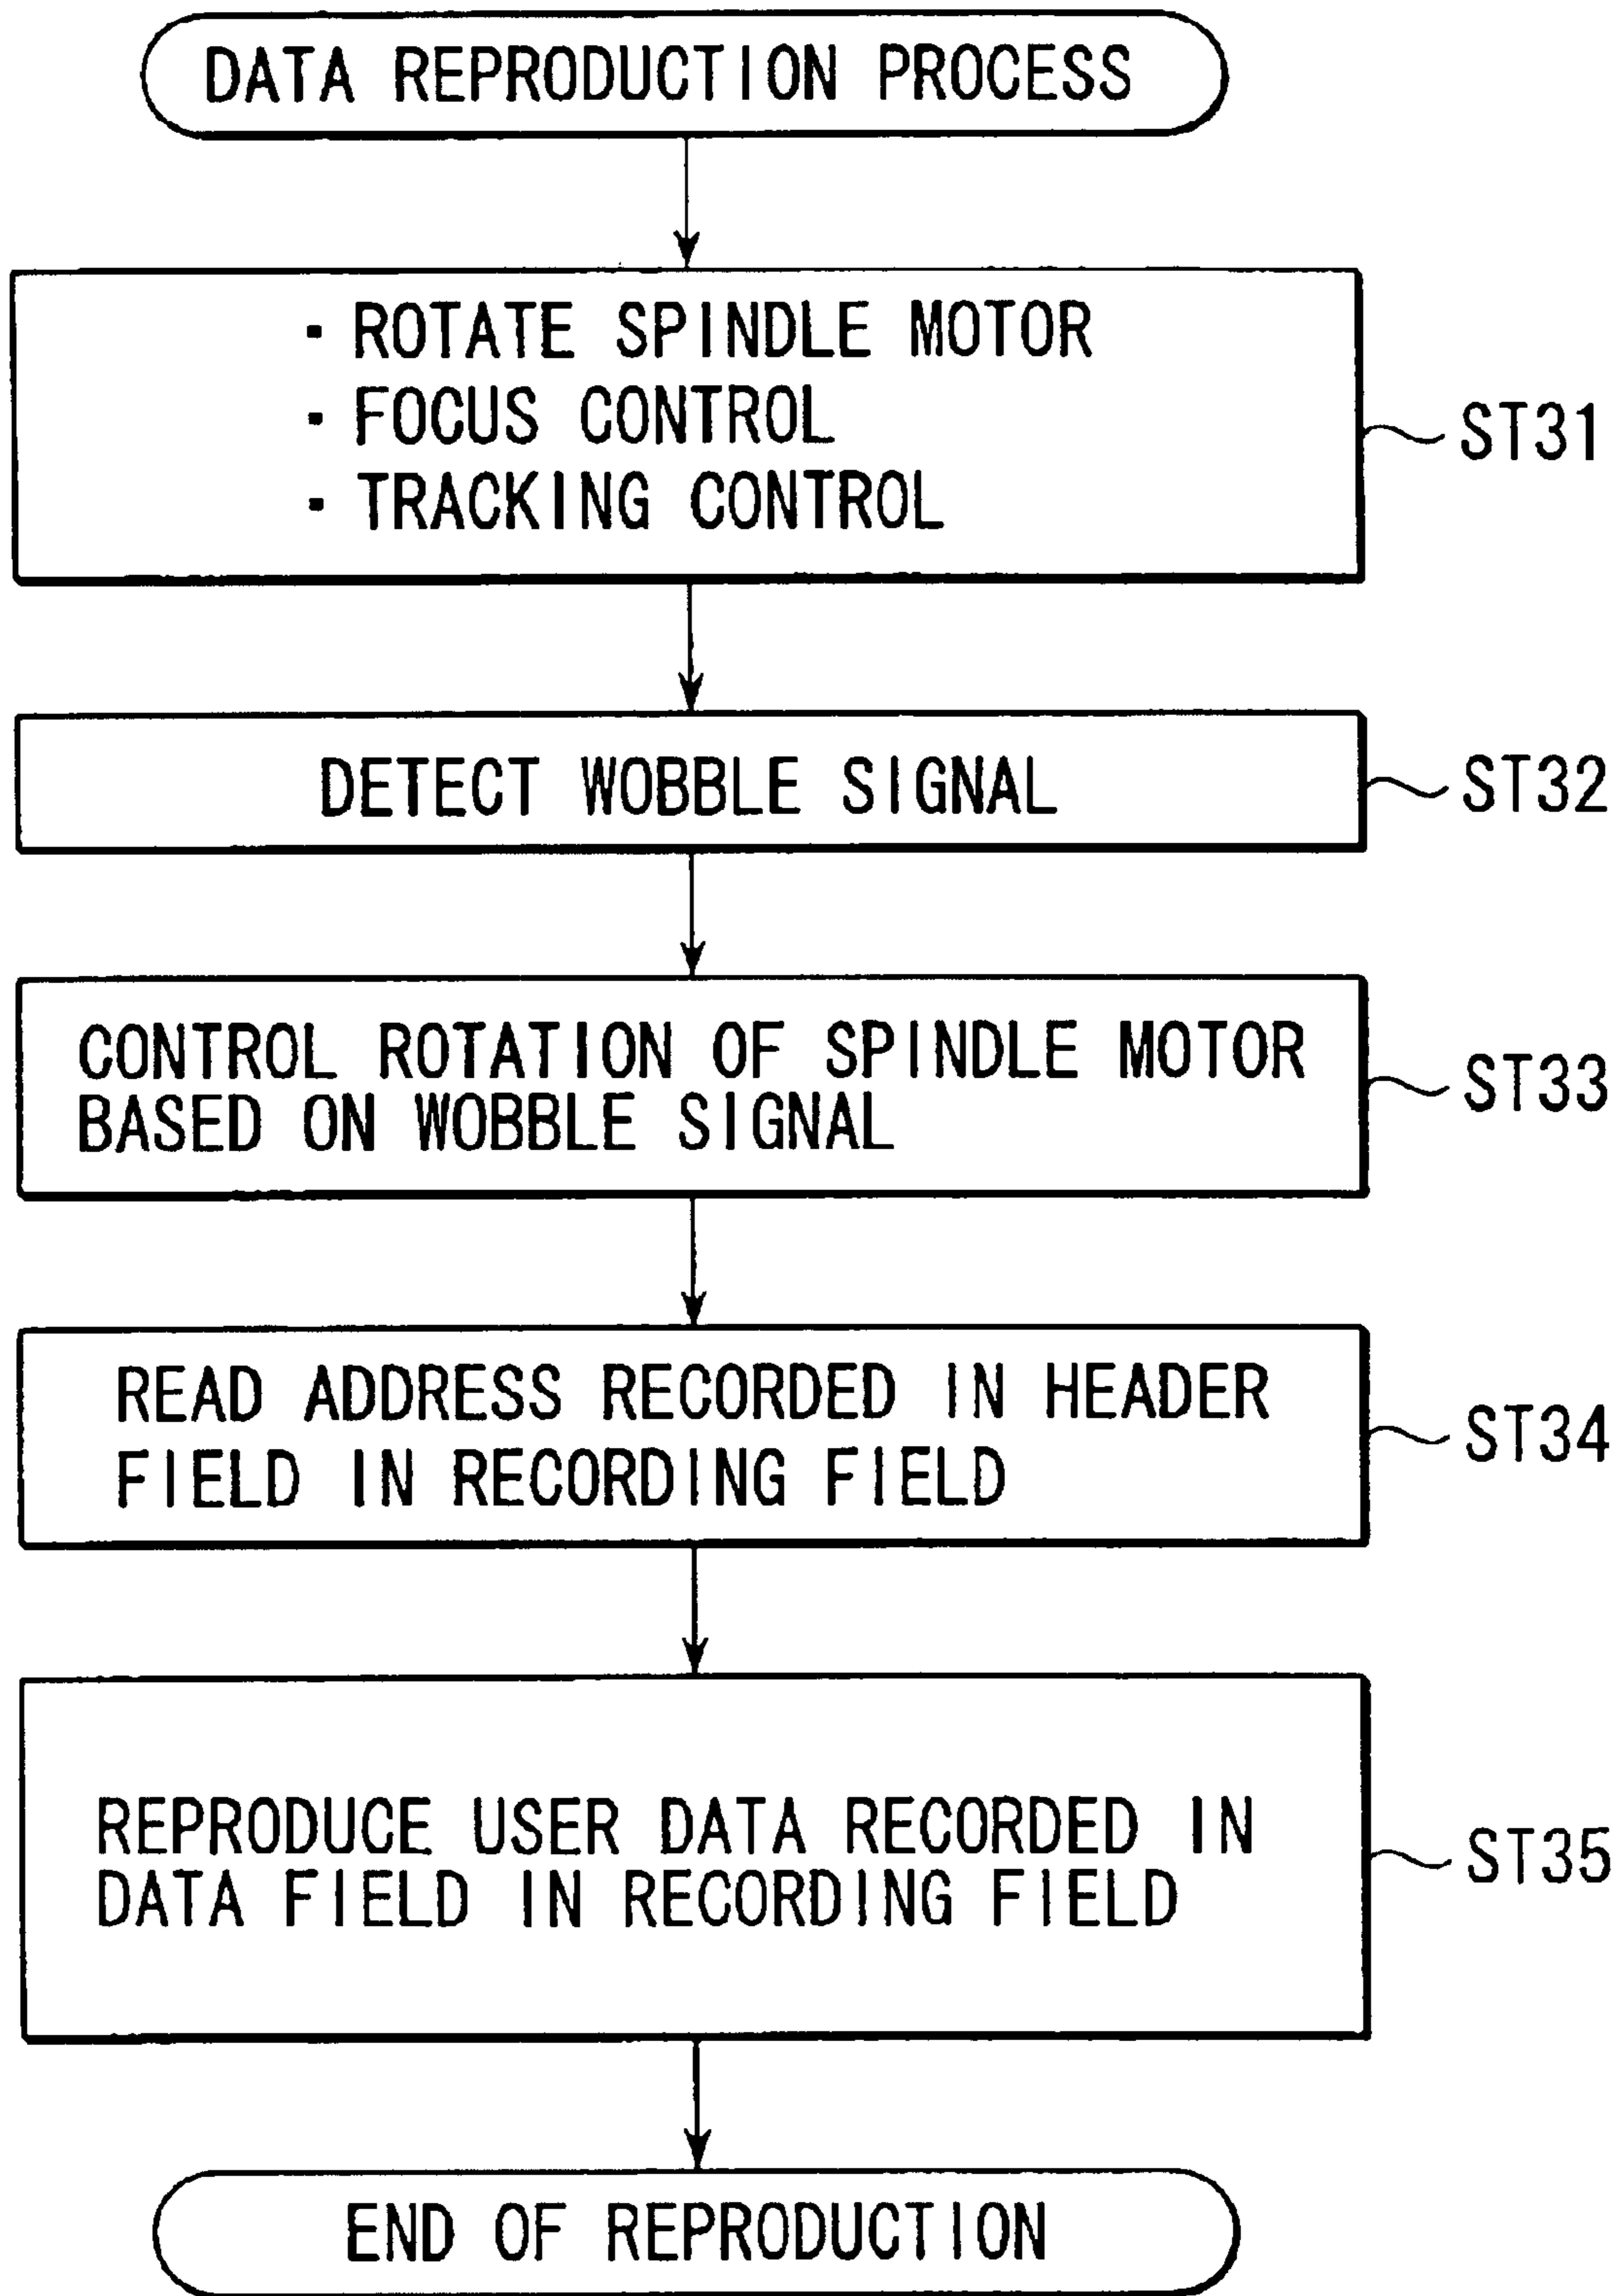 DATA REPRODUCTION PROCESS
· ROTATE SPINDLE MOTOR
· FOCUS CONTROL
· TRACKING CONTROL
ST31
DETECT WOBBLE SIGNAL
ST32
CONTROL ROTATION OF SPINDLE MOTOR
BASED ON WOBBLE SIGNAL
ST33
READ ADDRESS RECORDED IN HEADER
FIELD IN RECORDING FIELD
ST34
REPRODUCE USER DATA RECORDED IN
DATA FIELD IN RECORDING FIELD
ST35
END OF REPRODUCTION